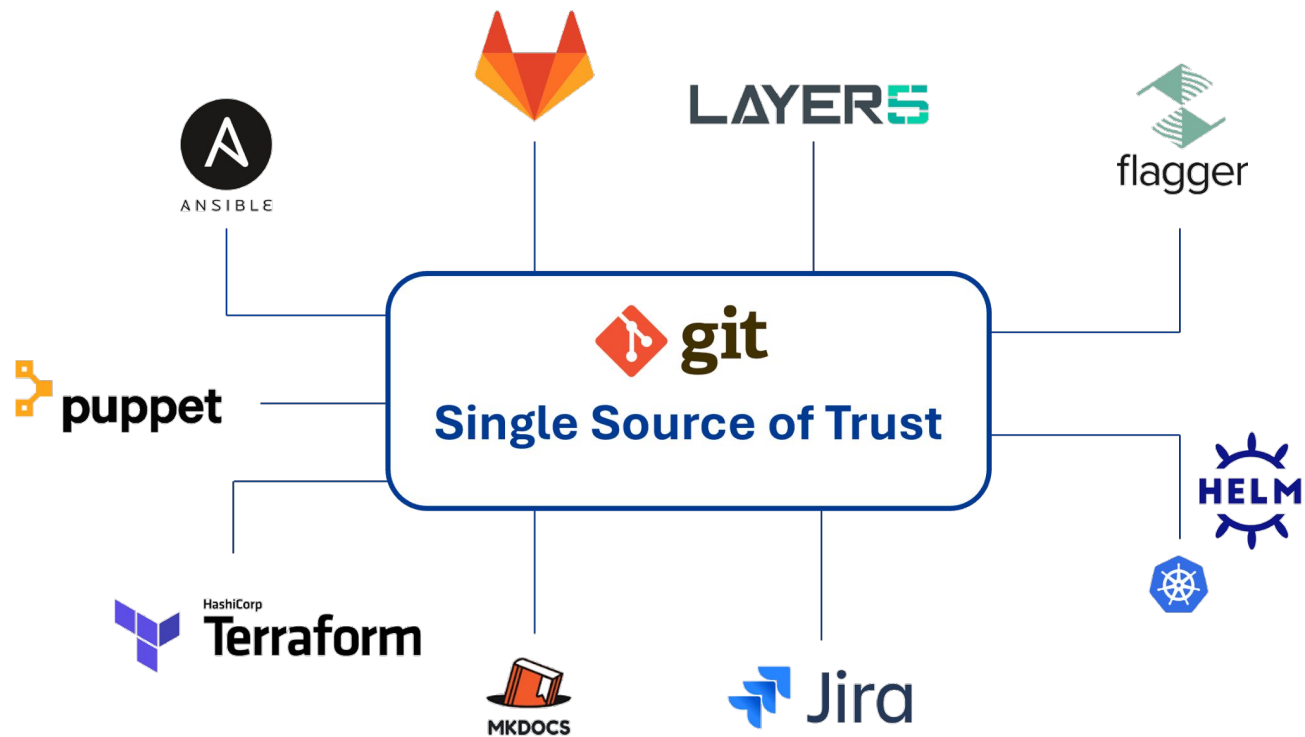 LAYER5
flagger
ANSIBLE
git
Single Source of Trust
puppet
HELM
HashiCorp
Terraform
MKDOCS
Jira